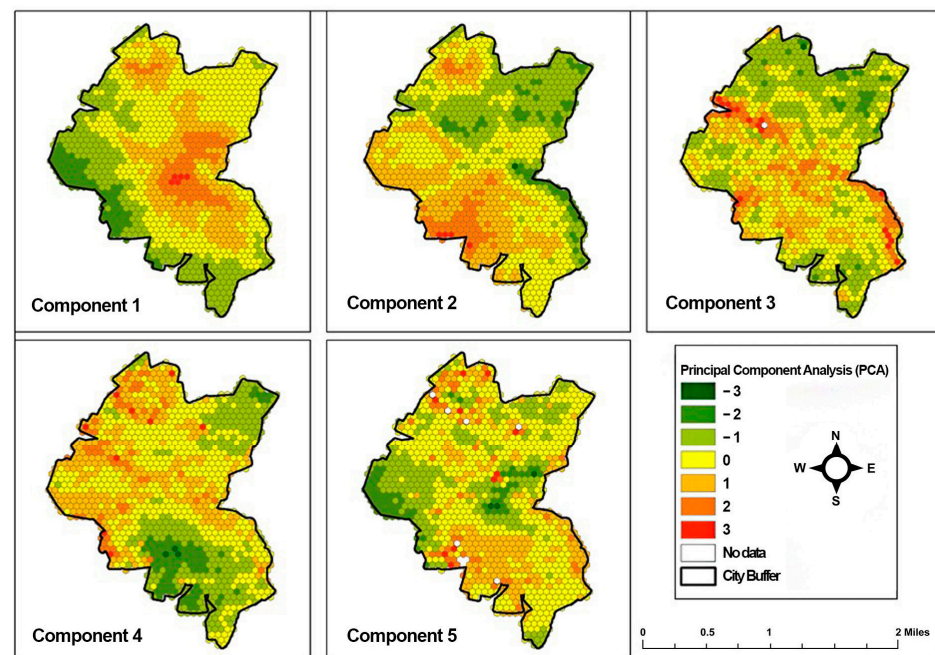 Component 1
Component 2
Component 3
Component 4
Component 5
Principal Component Analysis (PCA)
− 3
− 2
− 1
0
1
2
3
No data
City Buffer
N
W E
S
0 0.5 1 2 Miles